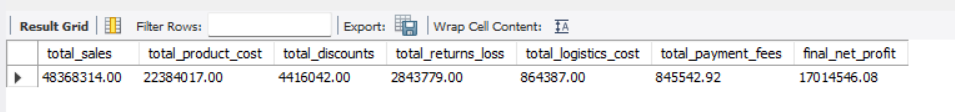 Result Grid Filter Rows: Export: Wrap Cell Content: IA
total_sales total_product_cost total_discounts total_returns_loss total_logistics_cost total_payment_fees final_net_profit
48368314.00 22384017.00 4416042.00 2843779.00 864387.00 845542.92 17014546.08